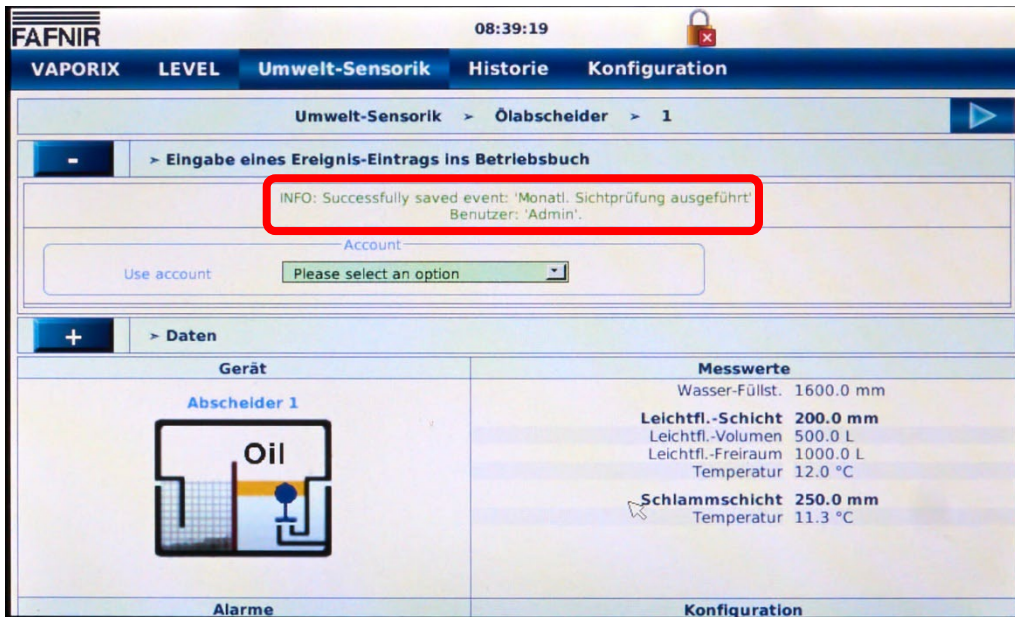 FAFNIR
08:39:19
VAPORIX LEVEL Umwelt-Sensorik Historie Konfiguration
Umwelt-Sensorik > Ölabscheider > 1
- > Eingabe eines Ereignis-Eintrags ins Betriebsbuch
INFO: Successfully saved event: 'Monatl. Sichtprüfung ausgeführt'
Benutzer: 'Admin'.
Account
Use account Please select an option
+ > Daten
Gerät
Abscheider 1
Oil
Messwerte
Wasser-Füllst. 1600.0 mm
Leichtfl.-Schicht 200.0 mm
Leichtfl.-Volumen 500.0 L
Leichtfl.-Freiraum 1000.0 L
Temperatur 12.0 °C
Schlammschicht 250.0 mm
Temperatur 11.3 °C
Alarme
Konfiguration